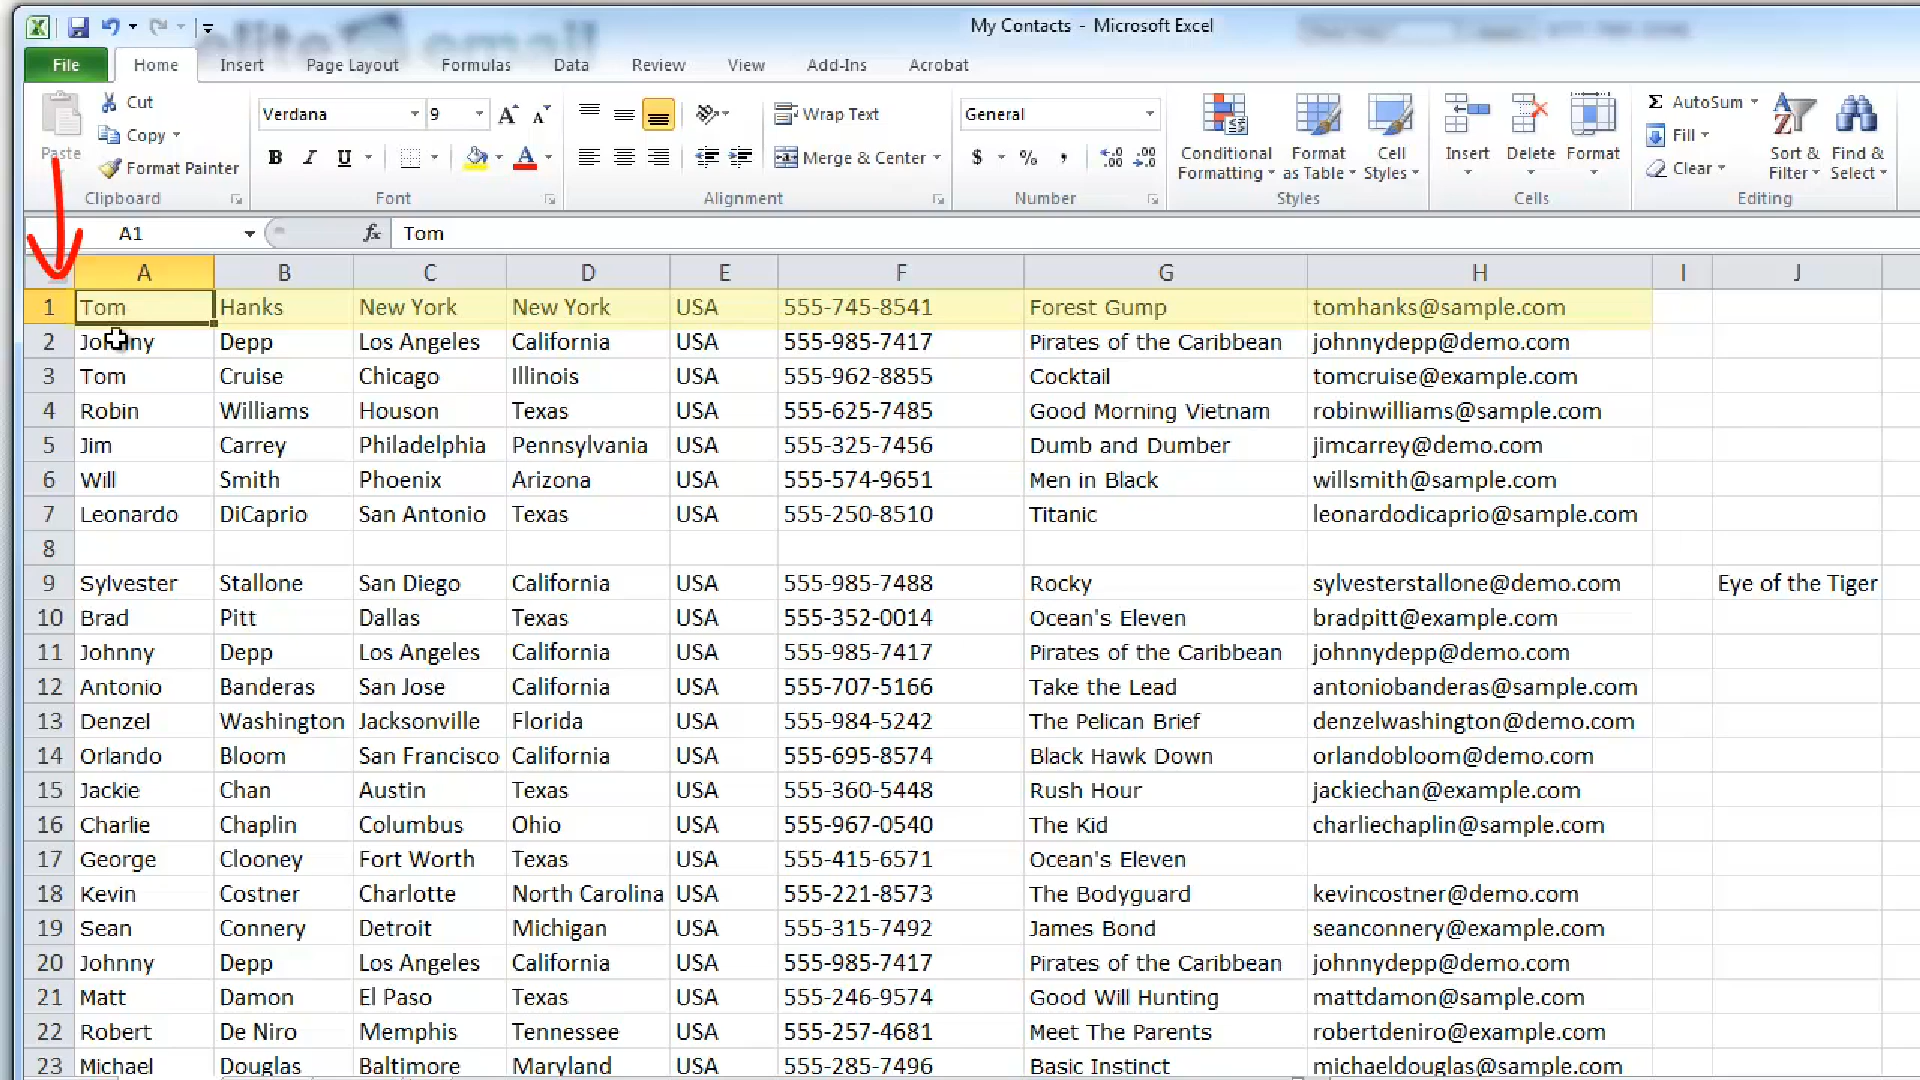 My Contacts - Microsoft Excel
File Home Insert Page Layout Formulas Data Review View Add-Ins Acrobat
Paste Cut Copy Format Painter Clipboard
Verdana 9 B I U A Font
Wrap Text Merge & Center Alignment
General $ % , Number
Conditional Formatting Format as Table Cell Styles Styles
Insert Delete Format Cells
AutoSum Fill Clear Sort & Filter Find & Select Editing
A1 fx Tom
A B C D E F G H I J
1 Tom Hanks New York New York USA 555-745-8541 Forest Gump tomhanks@sample.com
2 Johnny Depp Los Angeles California USA 555-985-7417 Pirates of the Caribbean johnnydepp@demo.com
3 Tom Cruise Chicago Illinois USA 555-962-8855 Cocktail tomcruise@example.com
4 Robin Williams Houson Texas USA 555-625-7485 Good Morning Vietnam robinwilliams@sample.com
5 Jim Carrey Philadelphia Pennsylvania USA 555-325-7456 Dumb and Dumber jimcarrey@demo.com
6 Will Smith Phoenix Arizona USA 555-574-9651 Men in Black willsmith@sample.com
7 Leonardo DiCaprio San Antonio Texas USA 555-250-8510 Titanic leonardodicaprio@sample.com
8
9 Sylvester Stallone San Diego California USA 555-985-7488 Rocky sylvesterstallone@demo.com Eye of the Tiger
10 Brad Pitt Dallas Texas USA 555-352-0014 Ocean's Eleven bradpitt@example.com
11 Johnny Depp Los Angeles California USA 555-985-7417 Pirates of the Caribbean johnnydepp@demo.com
12 Antonio Banderas San Jose California USA 555-707-5166 Take the Lead antoniobanderas@sample.com
13 Denzel Washington Jacksonville Florida USA 555-984-5242 The Pelican Brief denzelwashington@demo.com
14 Orlando Bloom San Francisco California USA 555-695-8574 Black Hawk Down orlandobloom@demo.com
15 Jackie Chan Austin Texas USA 555-360-5448 Rush Hour jackiechan@example.com
16 Charlie Chaplin Columbus Ohio USA 555-967-0540 The Kid charliechaplin@sample.com
17 George Clooney Fort Worth Texas USA 555-415-6571 Ocean's Eleven
18 Kevin Costner Charlotte North Carolina USA 555-221-8573 The Bodyguard kevincostner@demo.com
19 Sean Connery Detroit Michigan USA 555-315-7492 James Bond seanconnery@example.com
20 Johnny Depp Los Angeles California USA 555-985-7417 Pirates of the Caribbean johnnydepp@demo.com
21 Matt Damon El Paso Texas USA 555-246-9574 Good Will Hunting mattdamon@sample.com
22 Robert De Niro Memphis Tennessee USA 555-257-4681 Meet The Parents robertdeniro@example.com
23 Michael Douglas Baltimore Maryland USA 555-285-7496 Basic Instinct michaeldouglas@sample.com